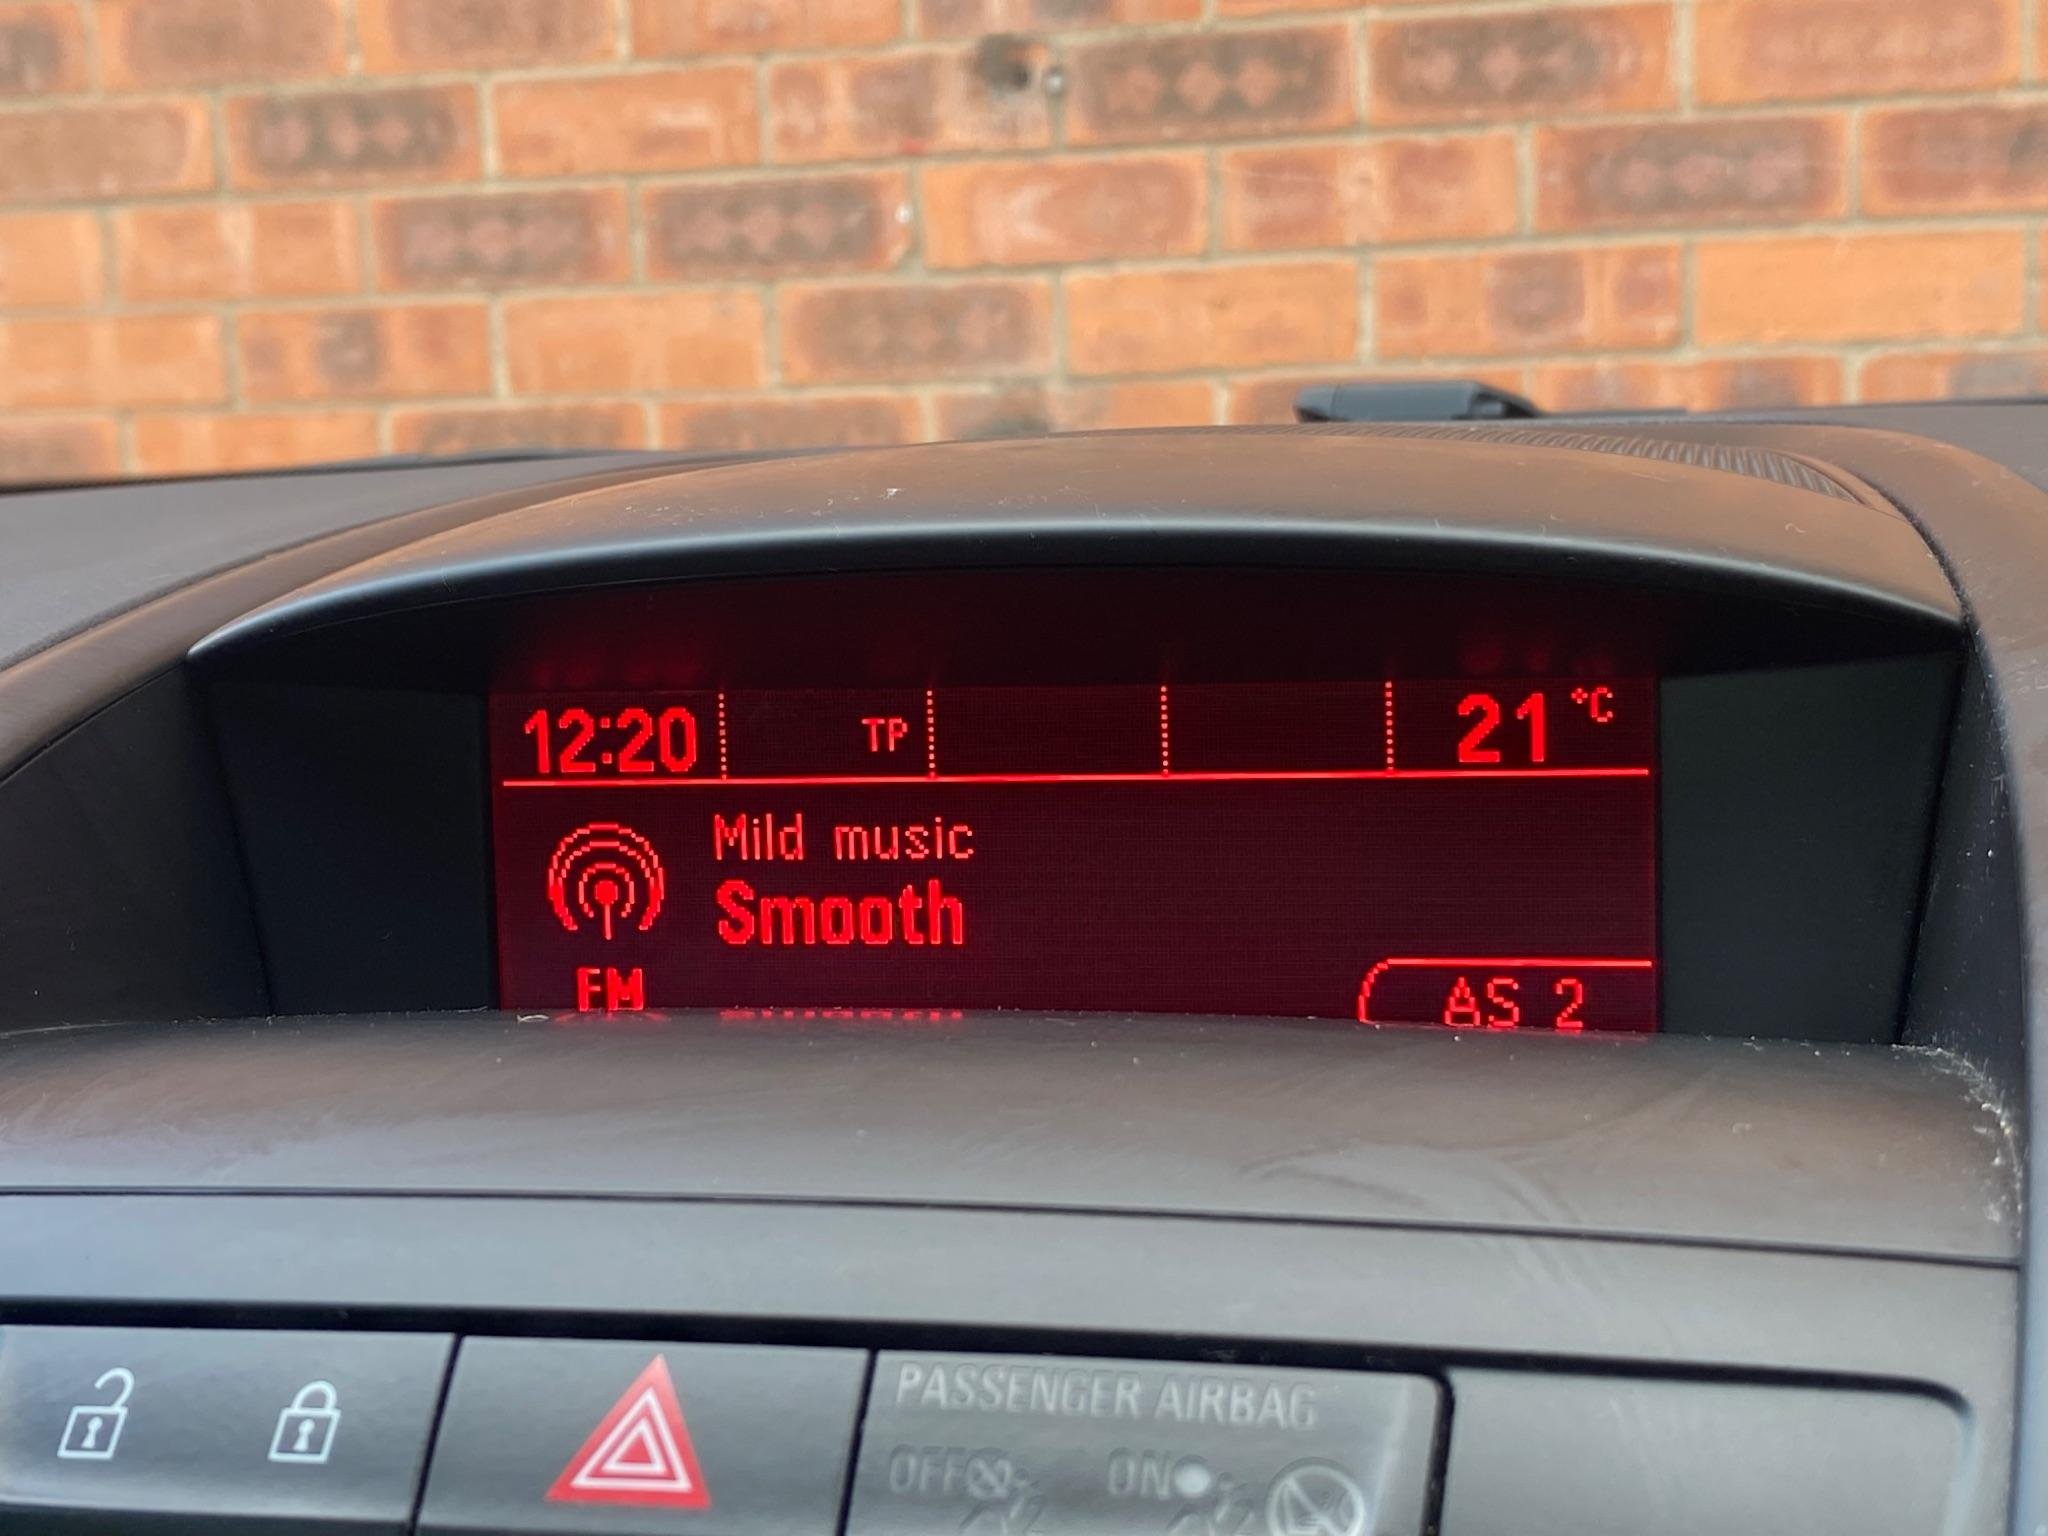 12:20 TP 21 °C
Mild music
Smooth
FM AS 2
PASSENGER AIRBAG
OFF ON